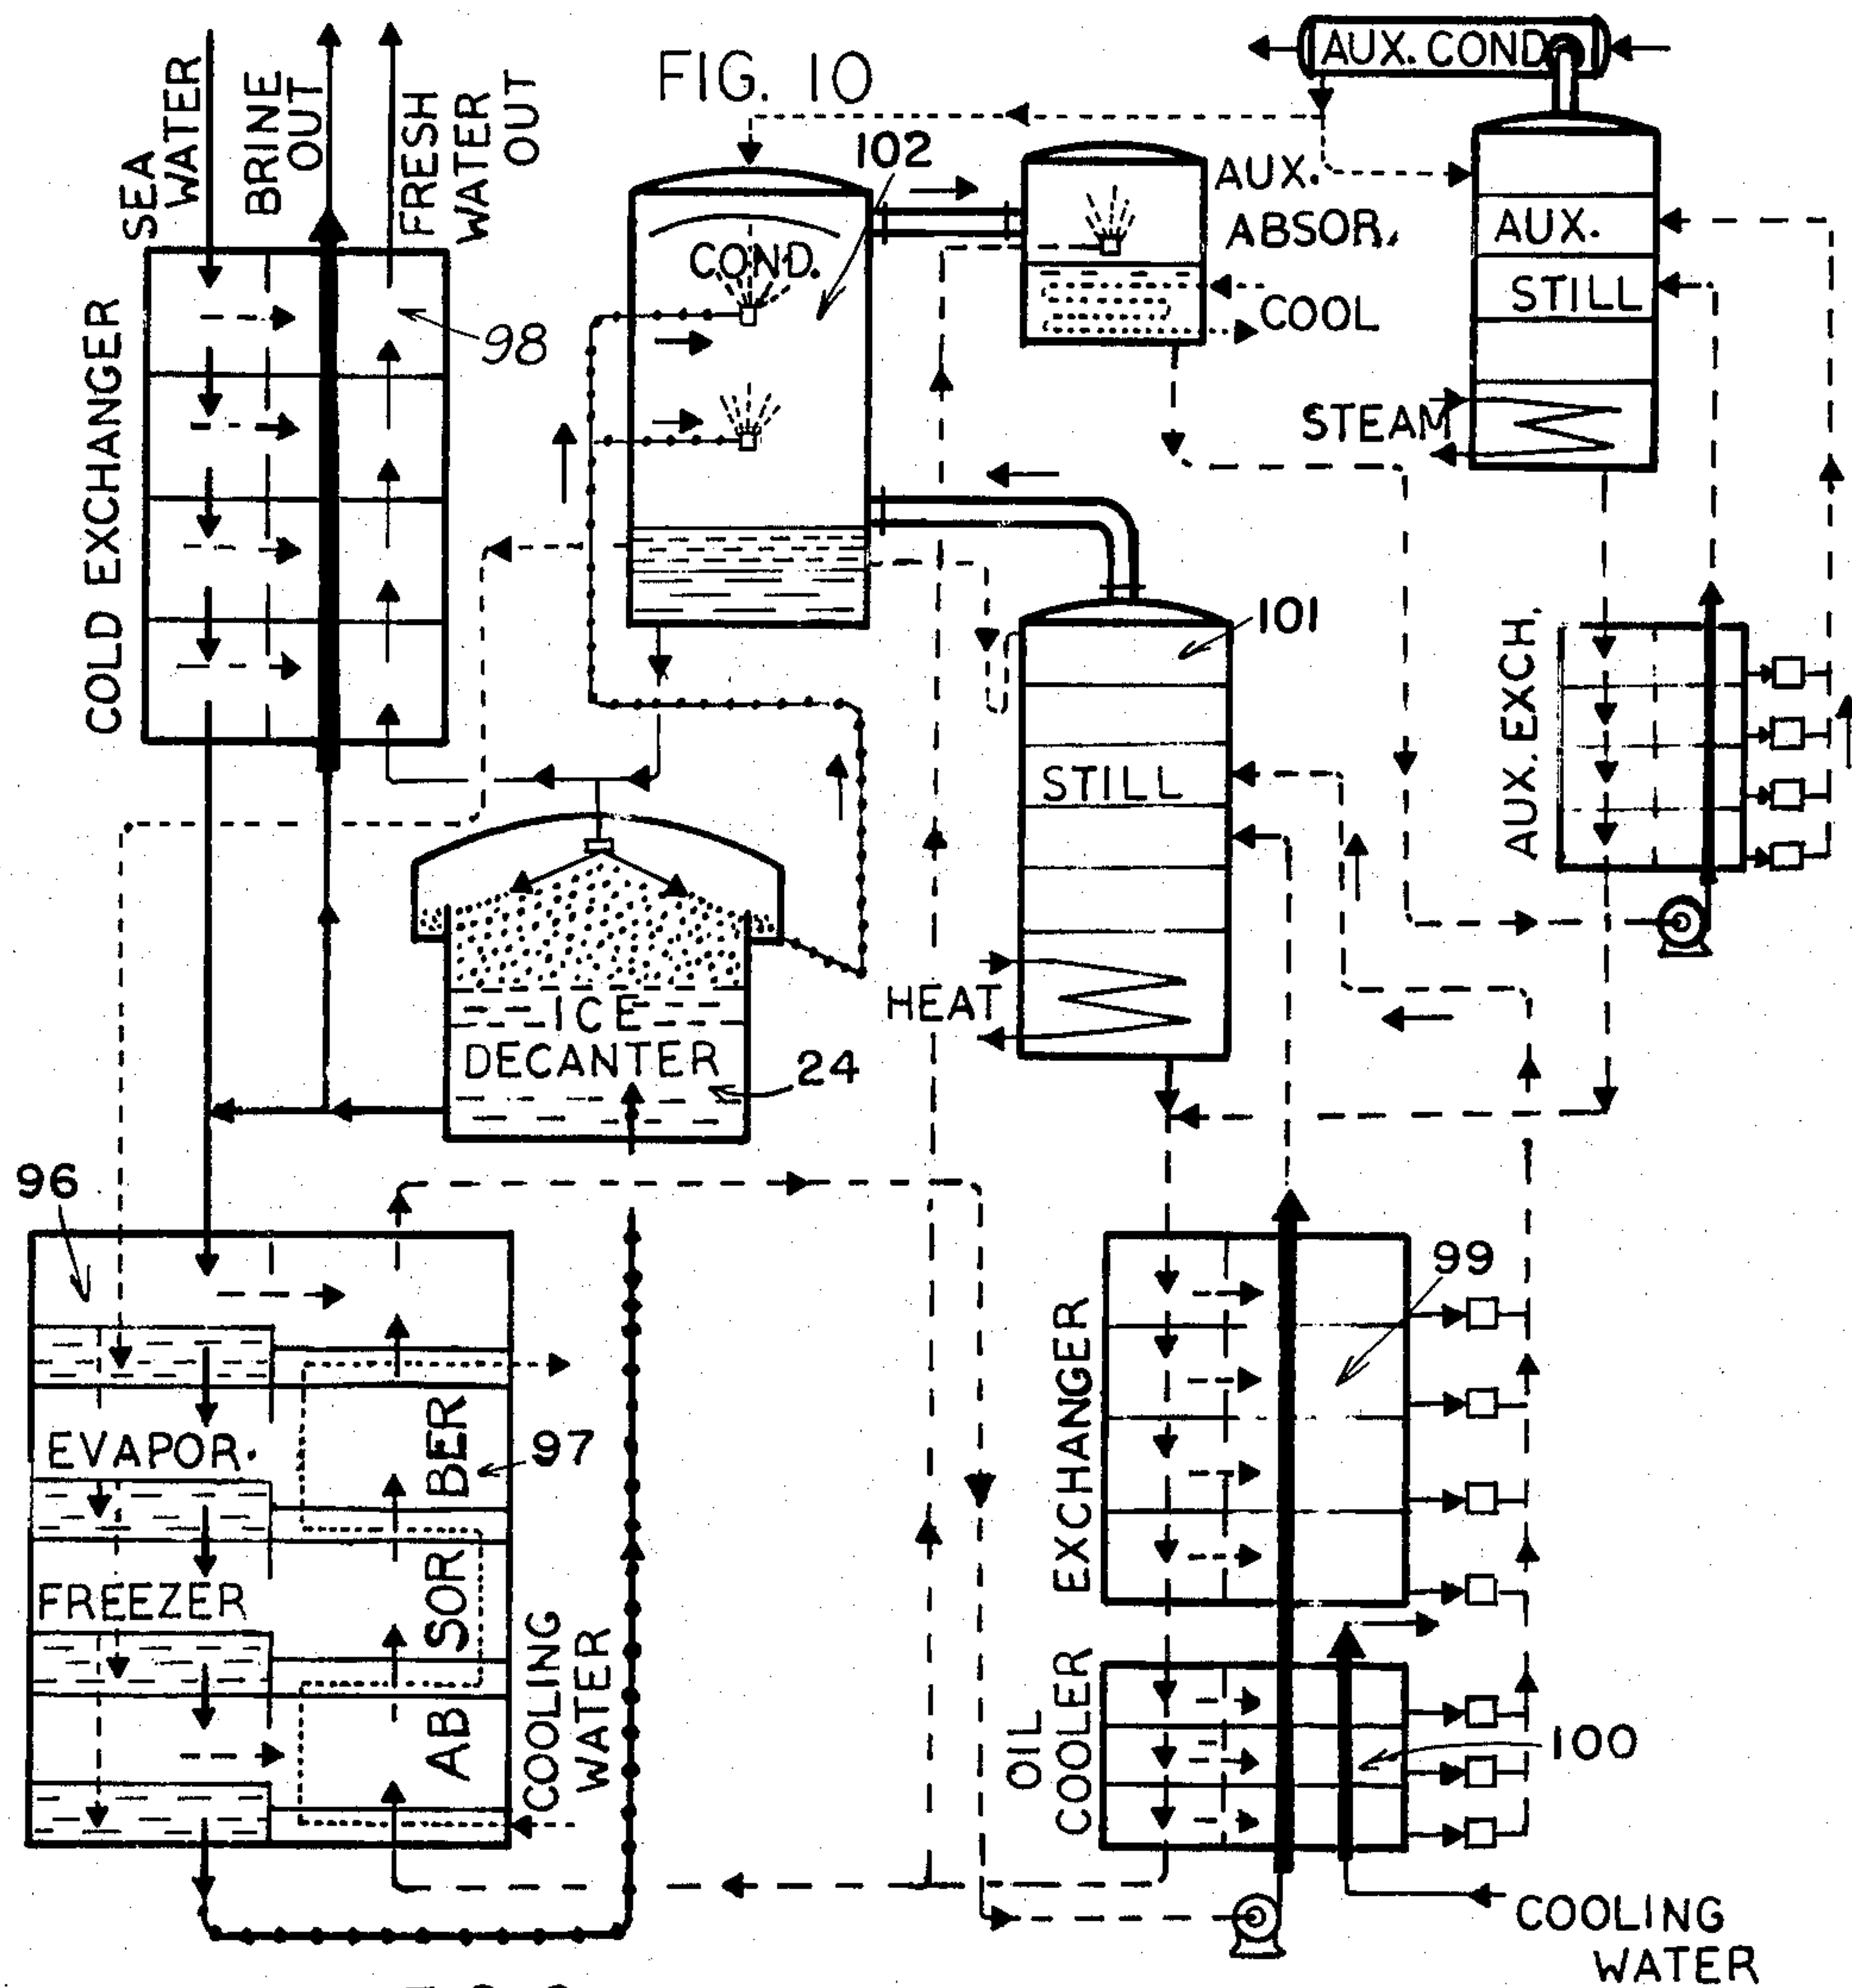 FIG. 10
SEA
WATER
BRINE
OUT
FRESH
WATER
OUT
COLD EXCHANGER
98
102
COND.
AUX. COND
AUX.
ABSOR.
COOL
AUX.
STILL
STEAM
AUX. EXCH.
101
STILL
HEAT
ICE
DECANTER
24
96
EVAPOR.
FREEZER
97
AB SOR BER
COOLING
WATER
EXCHANGER
99
OIL
COOLER
100
COOLING
WATER